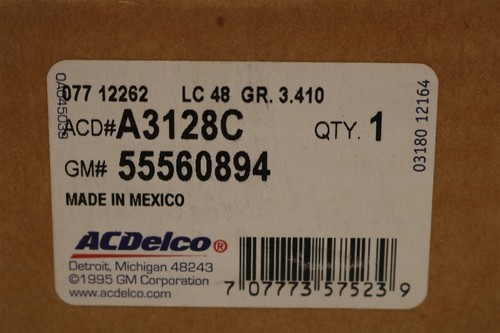 077 12262 LC 48 GR. 3.410
ACD# A3128C QTY. 1
GM# 55560894
MADE IN MEXICO
ACDelco®
Detroit, Michigan 48243
©1995 GM Corporation
www.acdelco.com
7 07773 57523 9
03180 12164